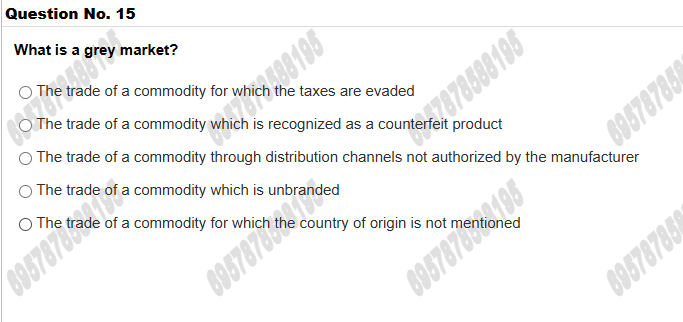 Question No. 15
What is a grey market?
The trade of a commodity for which the taxes are evaded
The trade of a commodity which is recognized as a counterfeit product
The trade of a commodity through distribution channels not authorized by the manufacturer
The trade of a commodity which is unbranded
The trade of a commodity for which the country of origin is not mentioned